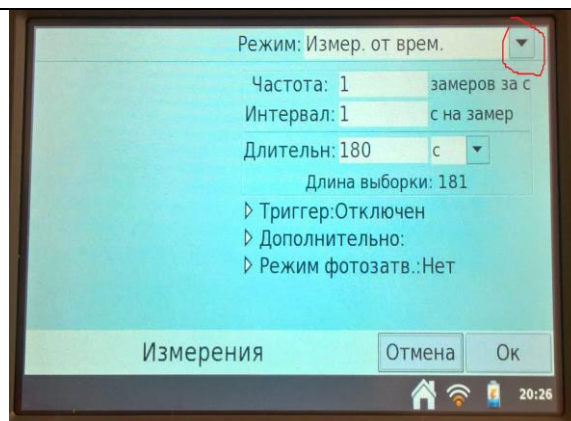 Режим: Измер. от врем.
Частота: 1 замеров за с
Интервал: 1 с на замер
Длительн: 180 с
Длина выборки: 181
Триггер:Отключен
Дополнительно:
Режим фотозатв.:Нет
Измерения Отмена Ок
20:26